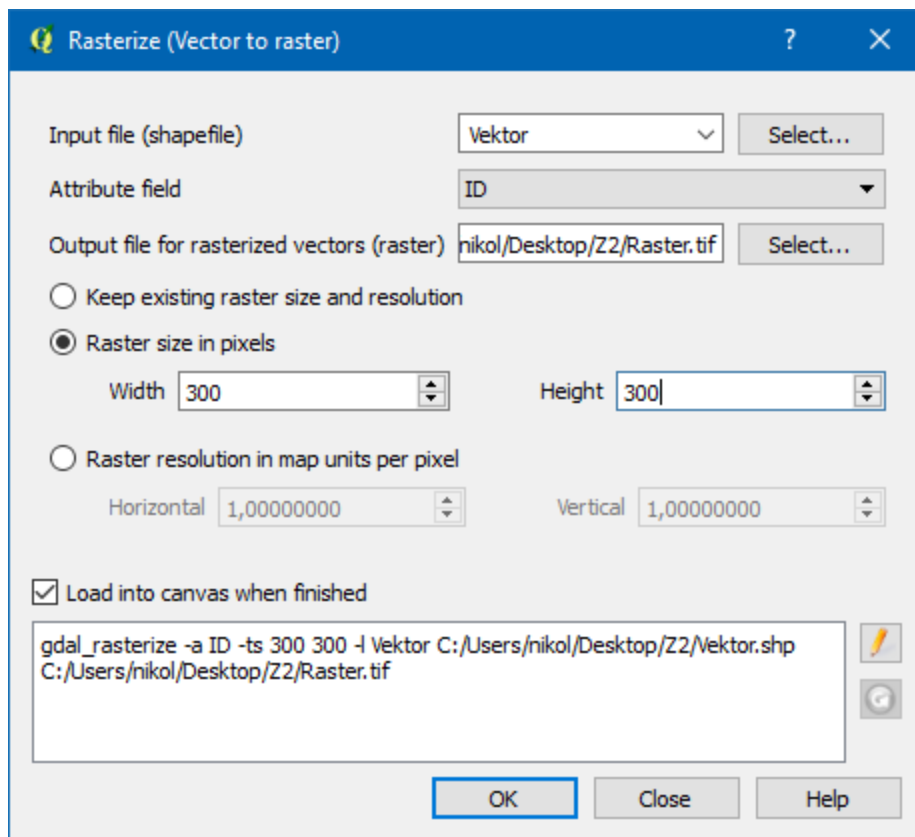 Rasterize (Vector to raster) ?
Input file (shapefile) Vektor Select...
Attribute field ID
Output file for rasterized vectors (raster) nikol/Desktop/Z2/Raster.tif Select...
Keep existing raster size and resolution
Raster size in pixels
Width 300 Height 300
Raster resolution in map units per pixel
Horizontal 1,00000000 Vertical 1,00000000
Load into canvas when finished
gdal_rasterize -a ID -ts 300 300 -l Vektor C:/Users/nikol/Desktop/Z2/Vektor.shp
C:/Users/nikol/Desktop/Z2/Raster.tif
OK Close Help